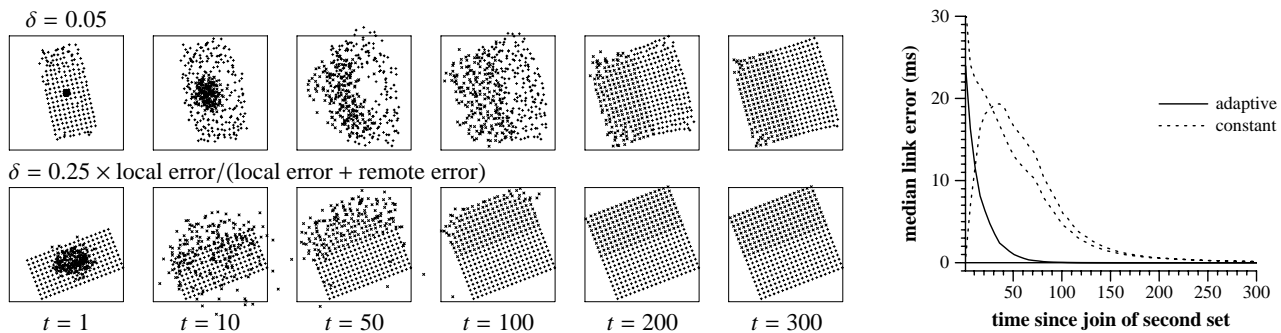 δ = 0.05
δ = 0.25 × local error/(local error + remote error)
t = 1
t = 10
t = 50
t = 100
t = 200
t = 300
median link error (ms)
30
20
10
0
adaptive
constant
50
100
150
200
250
300
time since join of second set